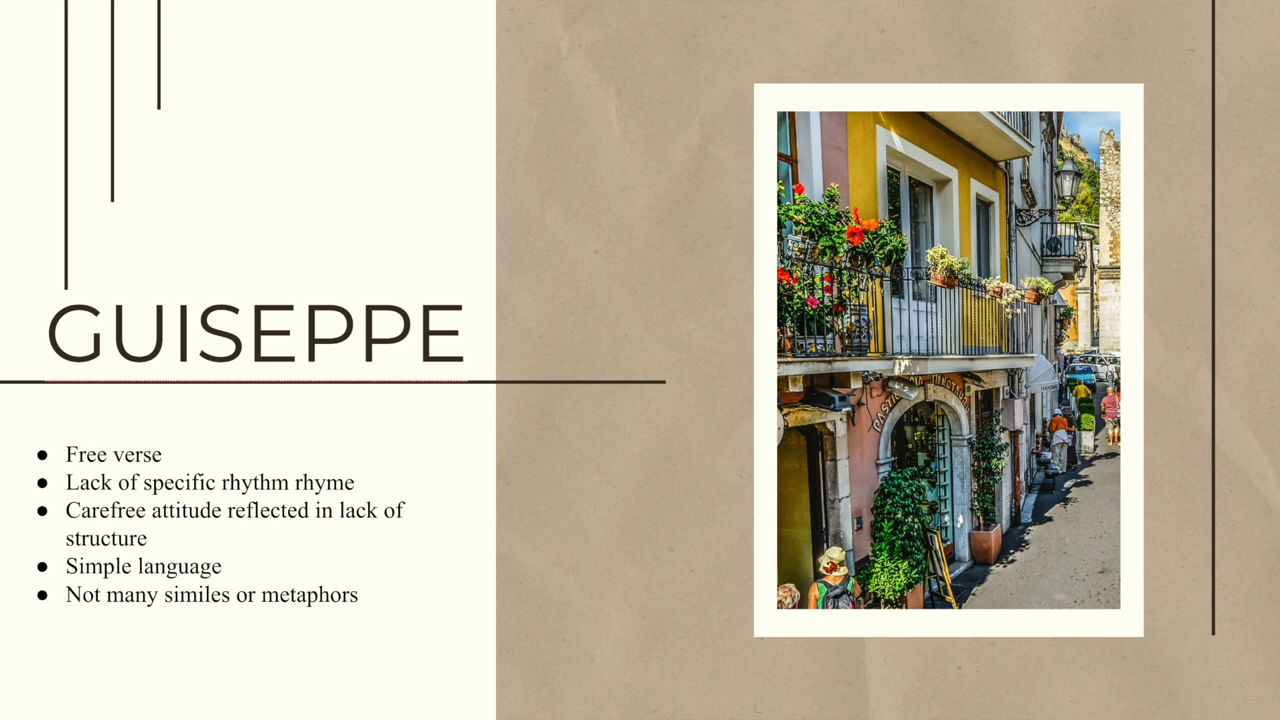 GUISEPPE
● Free verse
● Lack of specific rhythm rhyme
● Carefree attitude reflected in lack of
structure
● Simple language
● Not many similes or metaphors